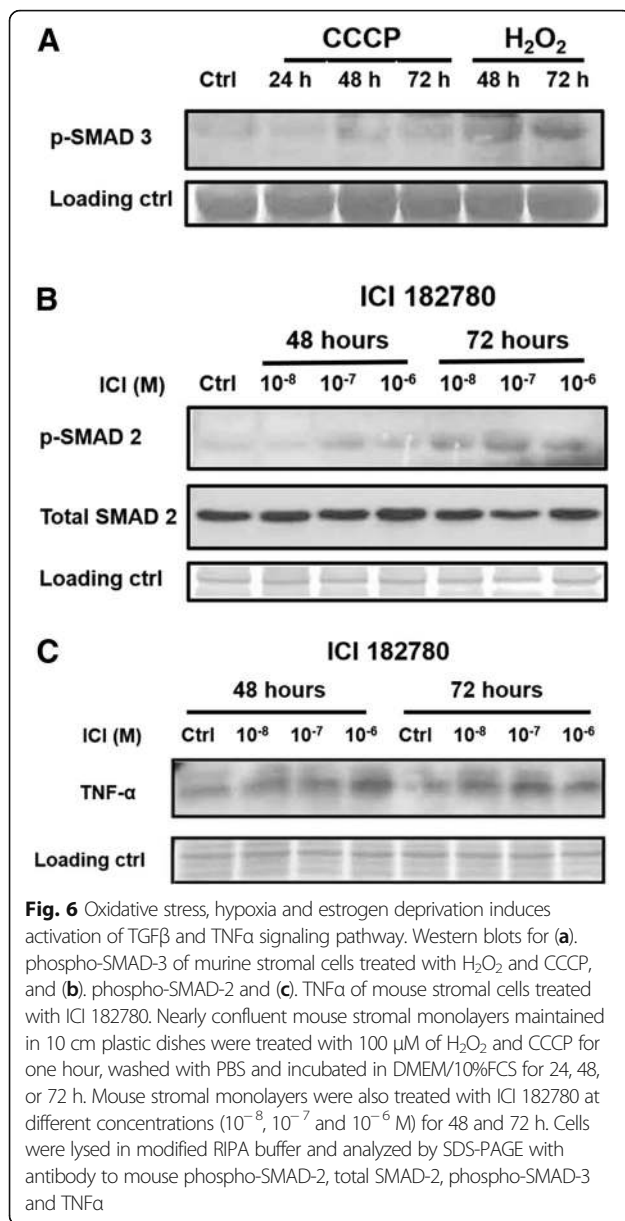 A
CCCP H₂O₂
Ctrl 24 h 48 h 72 h 48 h 72 h
p-SMAD 3
Loading ctrl
B
ICI 182780
48 hours 72 hours
ICI (M) Ctrl 10⁻⁸ 10⁻⁷ 10⁻⁶ 10⁻⁸ 10⁻⁷ 10⁻⁶
p-SMAD 2
Total SMAD 2
Loading ctrl
C
ICI 182780
48 hours 72 hours
ICI (M) Ctrl 10⁻⁸ 10⁻⁷ 10⁻⁶ Ctrl 10⁻⁸ 10⁻⁷ 10⁻⁶
TNF-α
Loading ctrl
Fig. 6 Oxidative stress, hypoxia and estrogen deprivation induces
activation of TGFβ and TNFα signaling pathway. Western blots for (a).
phospho-SMAD-3 of murine stromal cells treated with H₂O₂ and CCCP,
and (b). phospho-SMAD-2 and (c). TNFα of mouse stromal cells treated
with ICI 182780. Nearly confluent mouse stromal monolayers maintained
in 10 cm plastic dishes were treated with 100 μM of H₂O₂ and CCCP for
one hour, washed with PBS and incubated in DMEM/10%FCS for 24, 48,
or 72 h. Mouse stromal monolayers were also treated with ICI 182780 at
different concentrations (10⁻⁸, 10⁻⁷ and 10⁻⁶ M) for 48 and 72 h. Cells
were lysed in modified RIPA buffer and analyzed by SDS-PAGE with
antibody to mouse phospho-SMAD-2, total SMAD-2, phospho-SMAD-3
and TNFα